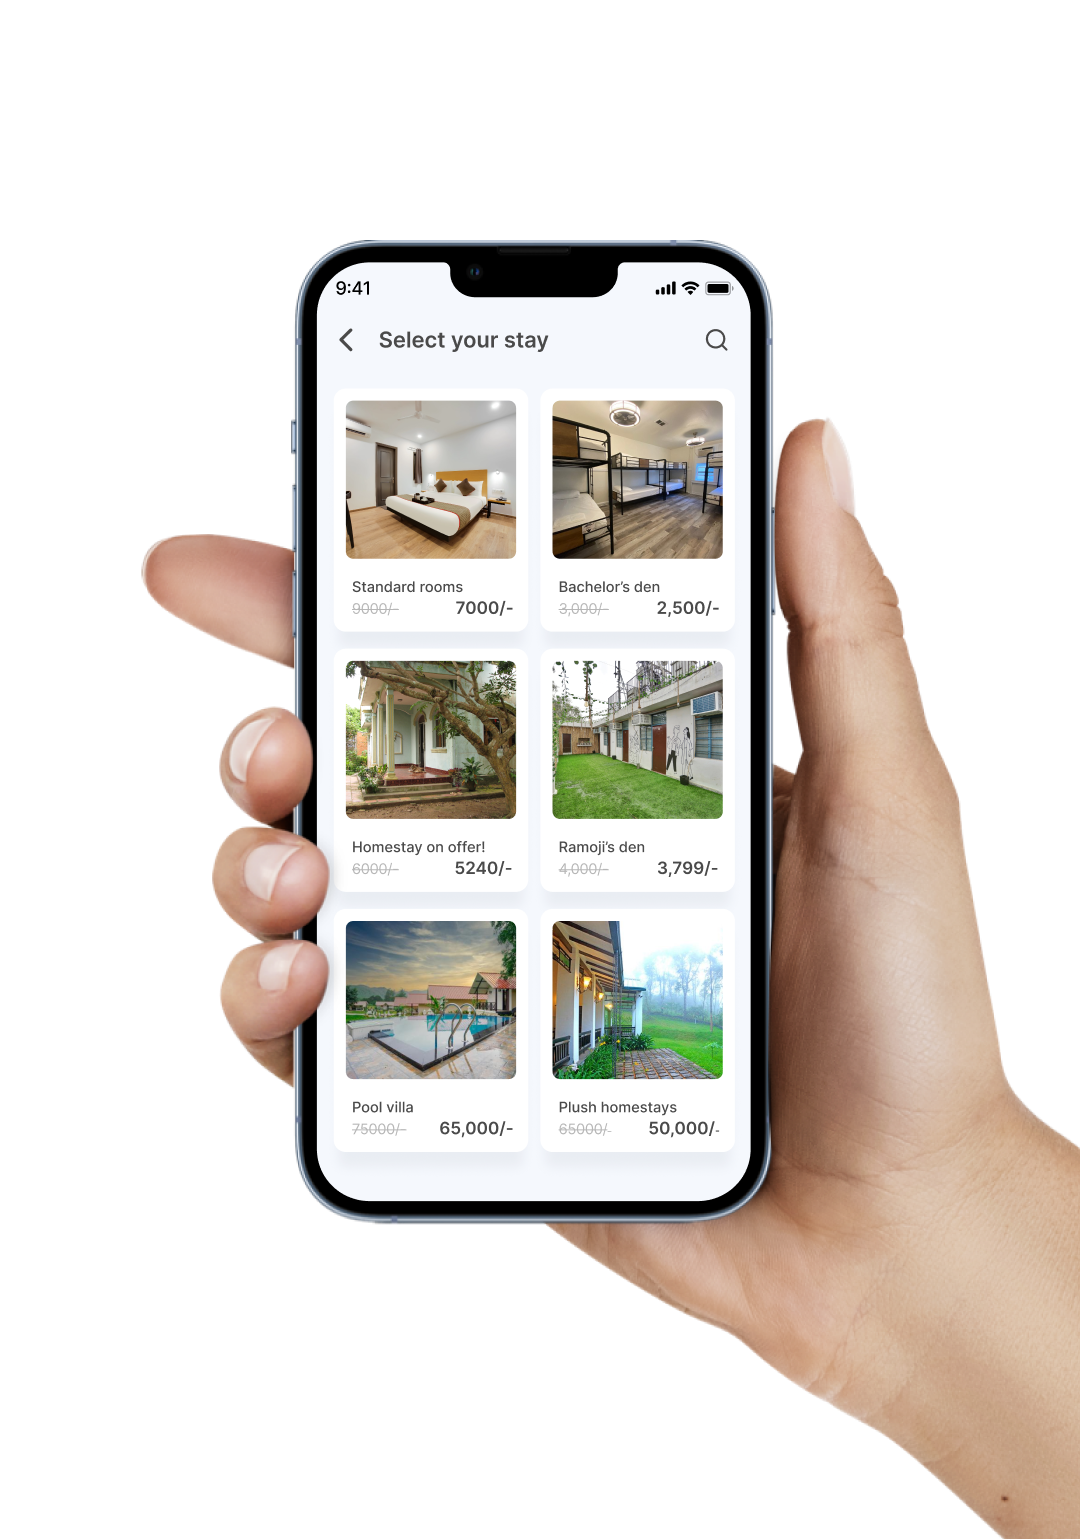 9:41
Select your stay
Standard rooms
9000/-
7000/-
Bachelor's den
3,000/-
2,500/-
Homestay on offer!
6000/-
5240/-
Ramoji's den
4,000/-
3,799/-
Pool villa
75000/-
65,000/-
Plush homestays
65000/-
50,000/-